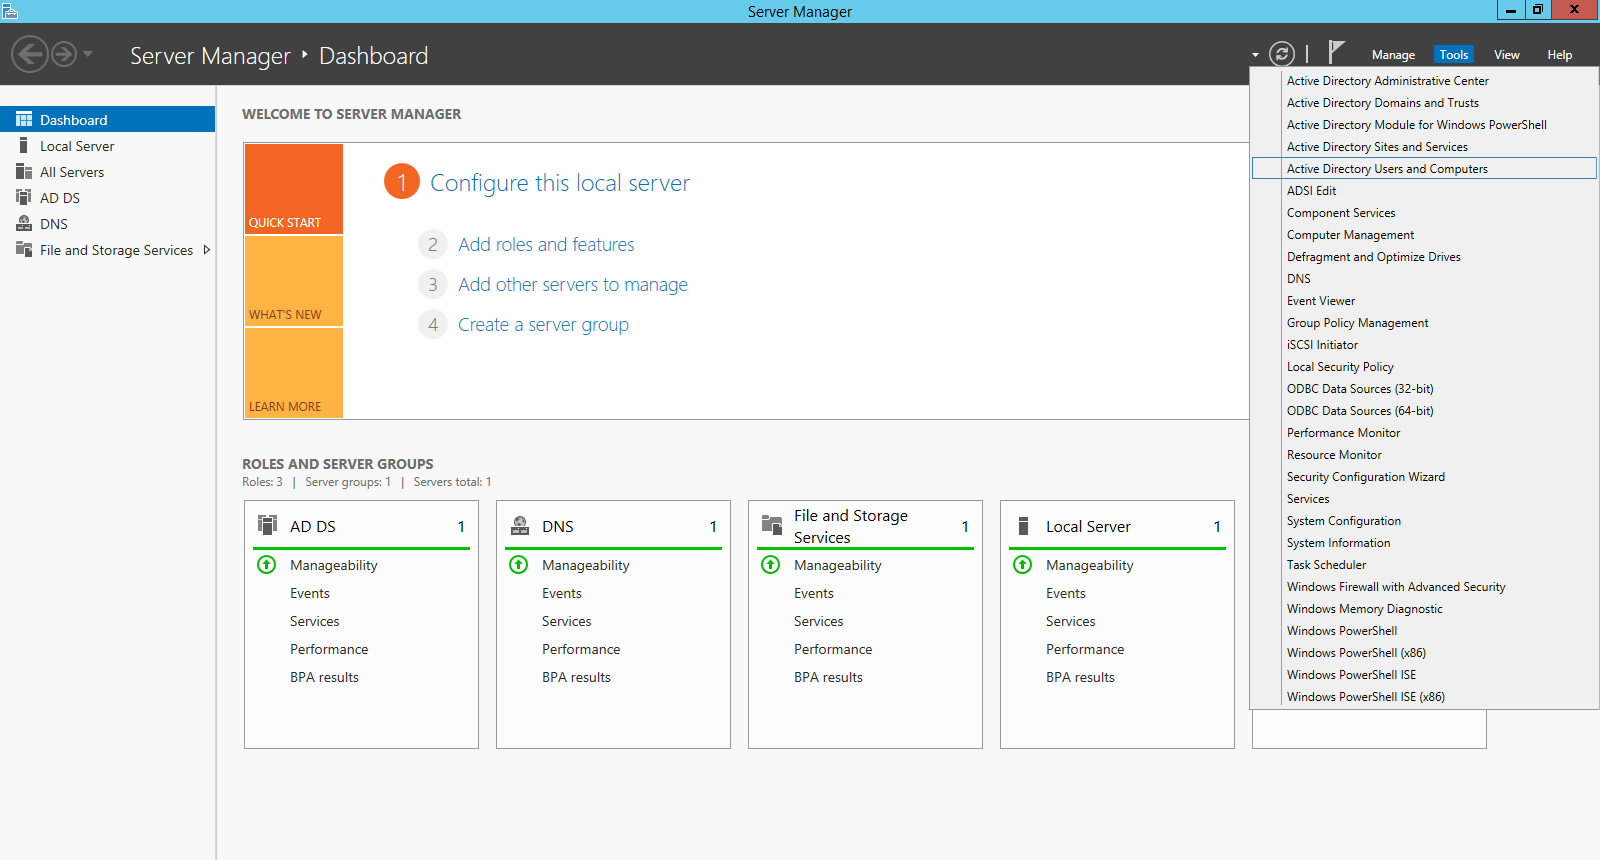 Server Manager
Server Manager ‣ Dashboard
Manage Tools View Help
Dashboard
Local Server
All Servers
AD DS
DNS
File and Storage Services
WELCOME TO SERVER MANAGER
QUICK START
WHAT'S NEW
LEARN MORE
1 Configure this local server
2 Add roles and features
3 Add other servers to manage
4 Create a server group
ROLES AND SERVER GROUPS
Roles: 3 | Server groups: 1 | Servers total: 1
AD DS 1
Manageability
Events
Services
Performance
BPA results
DNS 1
Manageability
Events
Services
Performance
BPA results
File and Storage
Services 1
Manageability
Events
Services
Performance
BPA results
Local Server 1
Manageability
Events
Services
Performance
BPA results
Active Directory Administrative Center
Active Directory Domains and Trusts
Active Directory Module for Windows PowerShell
Active Directory Sites and Services
Active Directory Users and Computers
ADSI Edit
Component Services
Computer Management
Defragment and Optimize Drives
DNS
Event Viewer
Group Policy Management
iSCSI Initiator
Local Security Policy
ODBC Data Sources (32-bit)
ODBC Data Sources (64-bit)
Performance Monitor
Resource Monitor
Security Configuration Wizard
Services
System Configuration
System Information
Task Scheduler
Windows Firewall with Advanced Security
Windows Memory Diagnostic
Windows PowerShell
Windows PowerShell (x86)
Windows PowerShell ISE
Windows PowerShell ISE (x86)